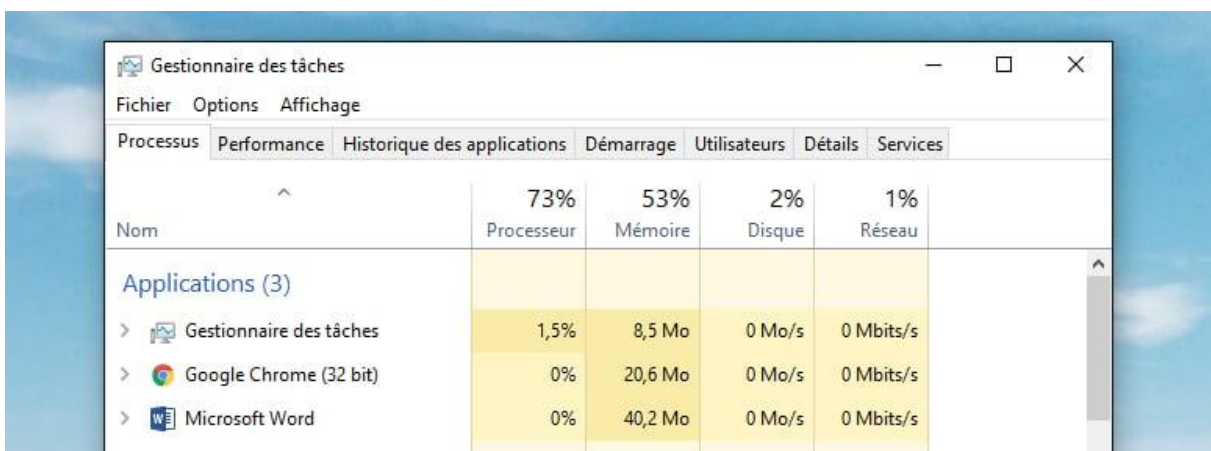 Gestionnaire des tâches
Fichier Options Affichage
Processus Performance Historique des applications Démarrage Utilisateurs Détails Services
73% 53% 2% 1%
Nom Processeur Mémoire Disque Réseau
Applications (3)
Gestionnaire des tâches 1,5% 8,5 Mo 0 Mo/s 0 Mbits/s
Google Chrome (32 bit) 0% 20,6 Mo 0 Mo/s 0 Mbits/s
Microsoft Word 0% 40,2 Mo 0 Mo/s 0 Mbits/s